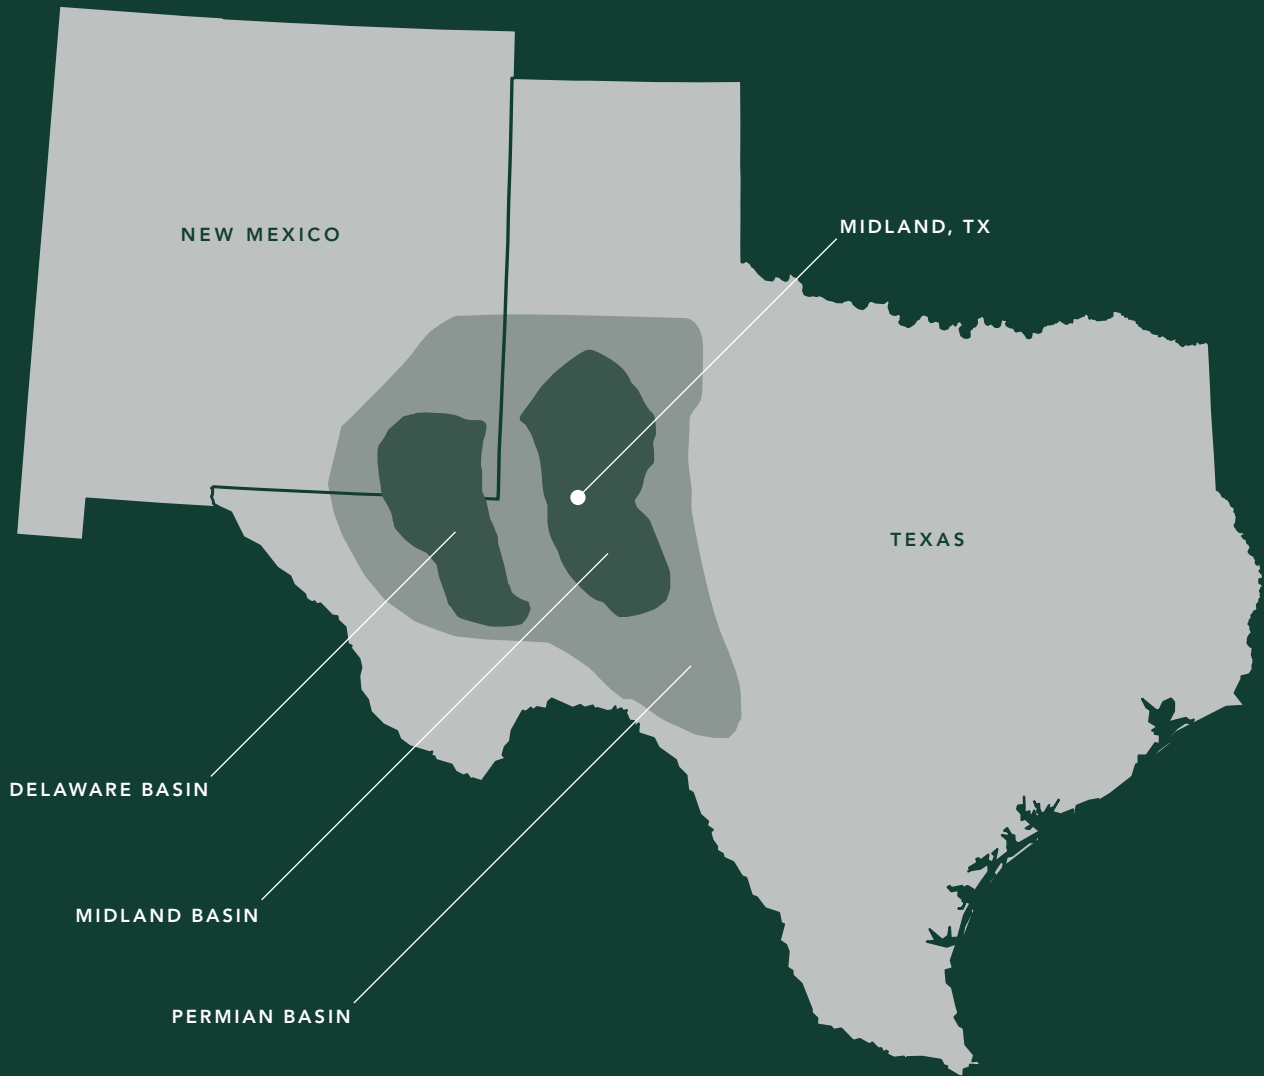 MIDLAND, TX
NEW MEXICO
TEXAS
DELAWARE BASIN
MIDLAND BASIN
PERMIAN BASIN